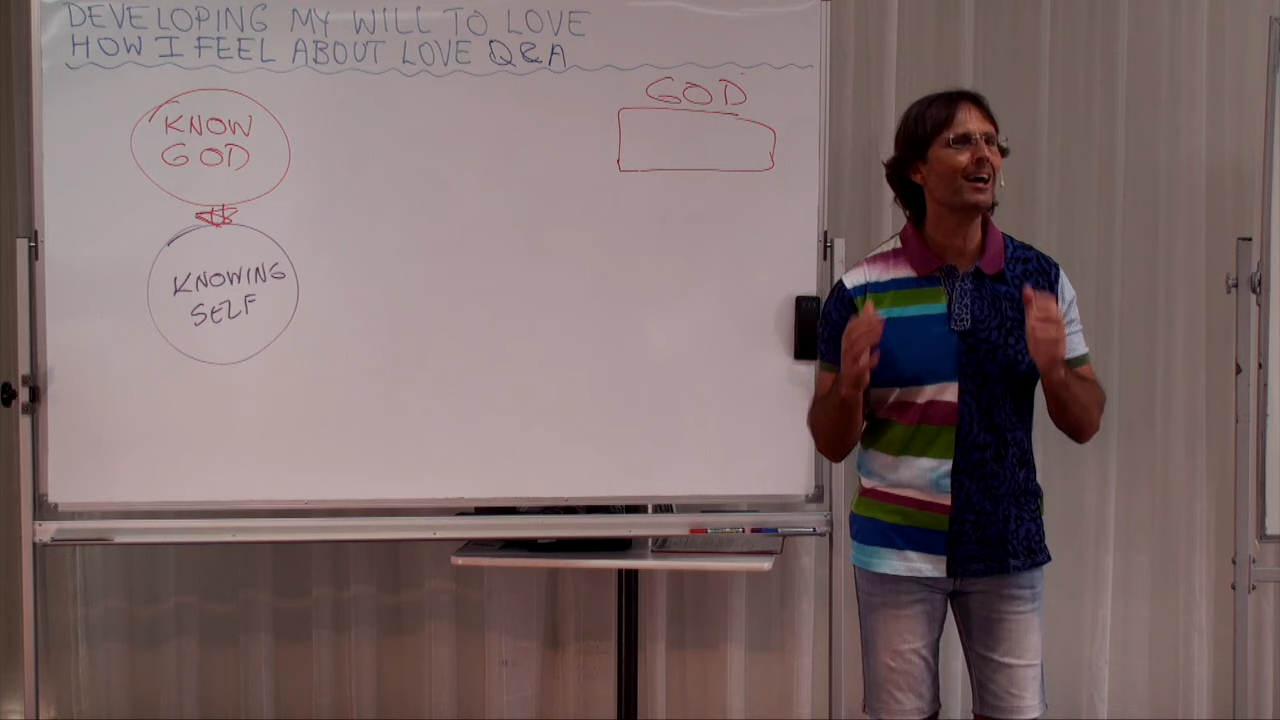 DEVELOPING MY WILL TO LOVE
HOW I FEEL ABOUT LOVE Q&A
KNOW
GOD
KNOWING
SELF
GOD